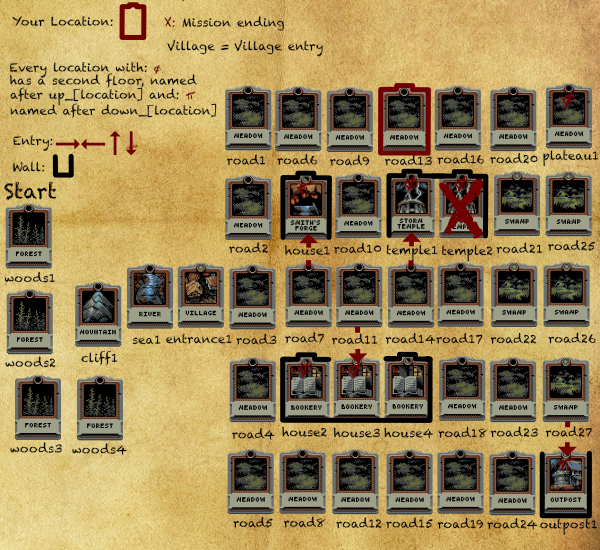 Your Location:
X: Mission ending
Village = Village entry
Every location with: ø
has a second floor, named
after up_[location] and: π
named after down_[location]
Entry: → ← ↑ ↓
Wall:
Start
MEADOW MEADOW MEADOW MEADOW MEADOW MEADOW MEADOW
road1 road6 road9 road13 road16 road20 plateau1
FOREST MEADOW SMITH'S FORGE MEADOW STORM TEMPLE SWAMP SWAMP
woods1 road2 house1 road10 temple1 temple2 road21 road25
FOREST MOUNTAIN RIVER VILLAGE MEADOW MEADOW MEADOW MEADOW MEADOW SWAMP SWAMP
woods2 cliff1 sea1 entrance1 road3 road7 road11 road14 road17 road22 road26
FOREST FOREST MEADOW BOOKERY BOOKERY BOOKERY MEADOW MEADOW SWAMP
woods3 woods4 road4 house2 house3 house4 road18 road23 road27
MEADOW MEADOW MEADOW MEADOW MEADOW MEADOW OUTPOST
road5 road8 road12 road15 road19 road24 outpost1